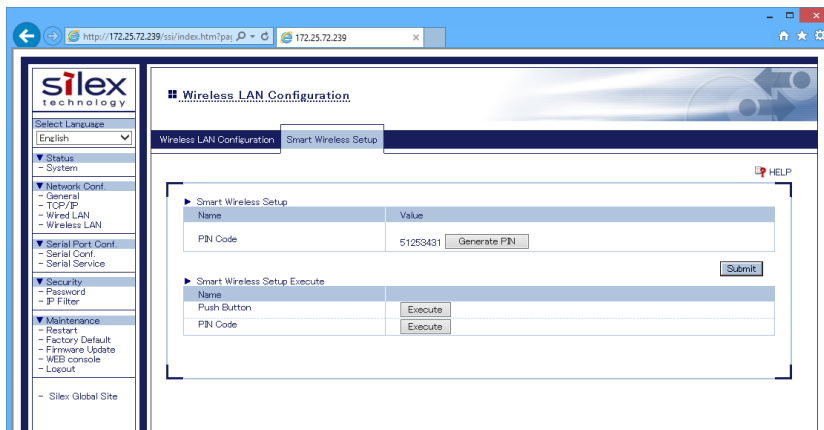 http://172.25.72.239/ssi/index.htm?pag
172.25.72.239
silex
technology
Select Language
English
▼ Status
- System
▼ Network Conf.
- General
- TCP/IP
- Wired LAN
- Wireless LAN
▼ Serial Port Conf.
- Serial Conf.
- Serial Service
▼ Security
- Password
- IP Filter
▼ Maintenance
- Restart
- Factory Default
- Firmware Update
- WEB console
- Logout
- Silex Global Site
Wireless LAN Configuration
Wireless LAN Configuration Smart Wireless Setup
HELP
▶ Smart Wireless Setup
Name Value
PIN Code 51253431 Generate PIN
Submit
▶ Smart Wireless Setup Execute
Name
Push Button Execute
PIN Code Execute